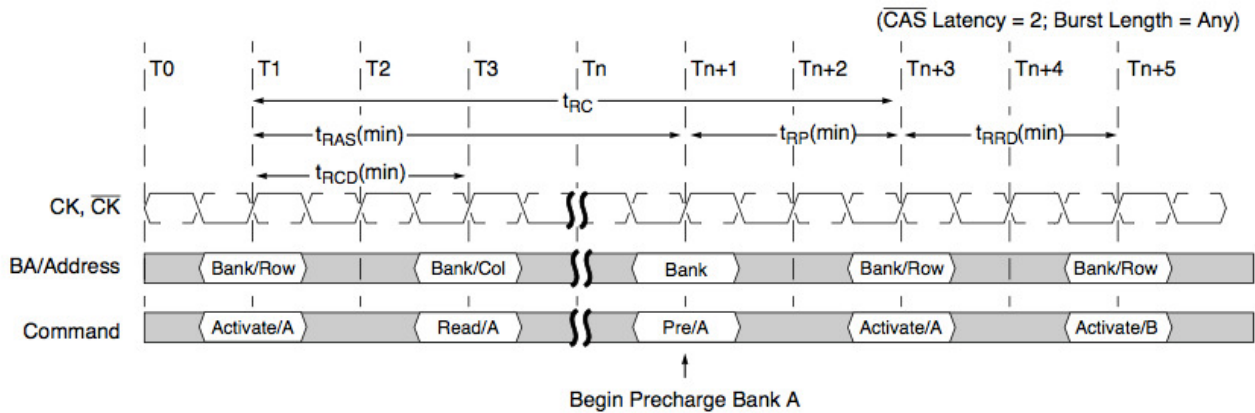 (CAS Latency = 2; Burst Length = Any)
T0 T1 T2 T3 Tn Tn+1 Tn+2 Tn+3 Tn+4 Tn+5
tRC
tRAS(min) tRP(min) tRRD(min)
tRCD(min)
CK, CK
BA/Address Bank/Row Bank/Col Bank Bank/Row Bank/Row
Command Activate/A Read/A Pre/A Activate/A Activate/B
Begin Precharge Bank A